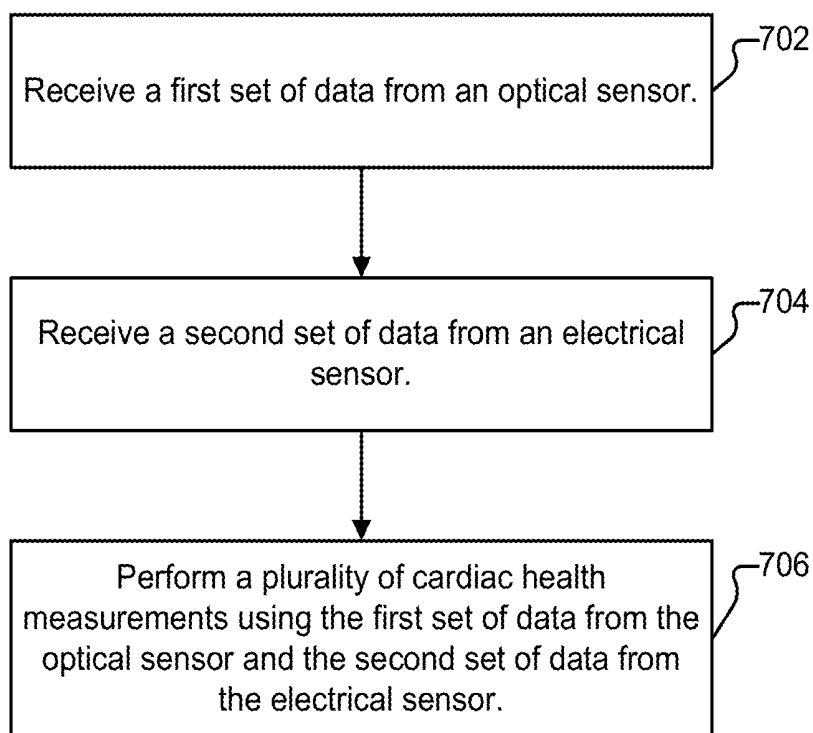 702
Receive a first set of data from an optical sensor.
704
Receive a second set of data from an electrical
sensor.
706
Perform a plurality of cardiac health
measurements using the first set of data from the
optical sensor and the second set of data from
the electrical sensor.